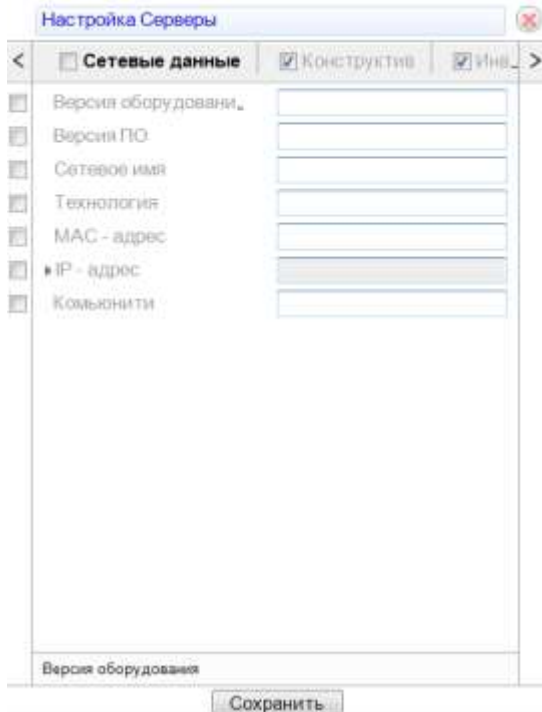 Настройка Серверы
< Сетевые данные Конструктив Инв.. >
Версия оборудовани..
Версия ПО
Сетевое имя
Технология
MAC - адрес
IP - адрес
Комьюнити
Версия оборудования
Сохранить